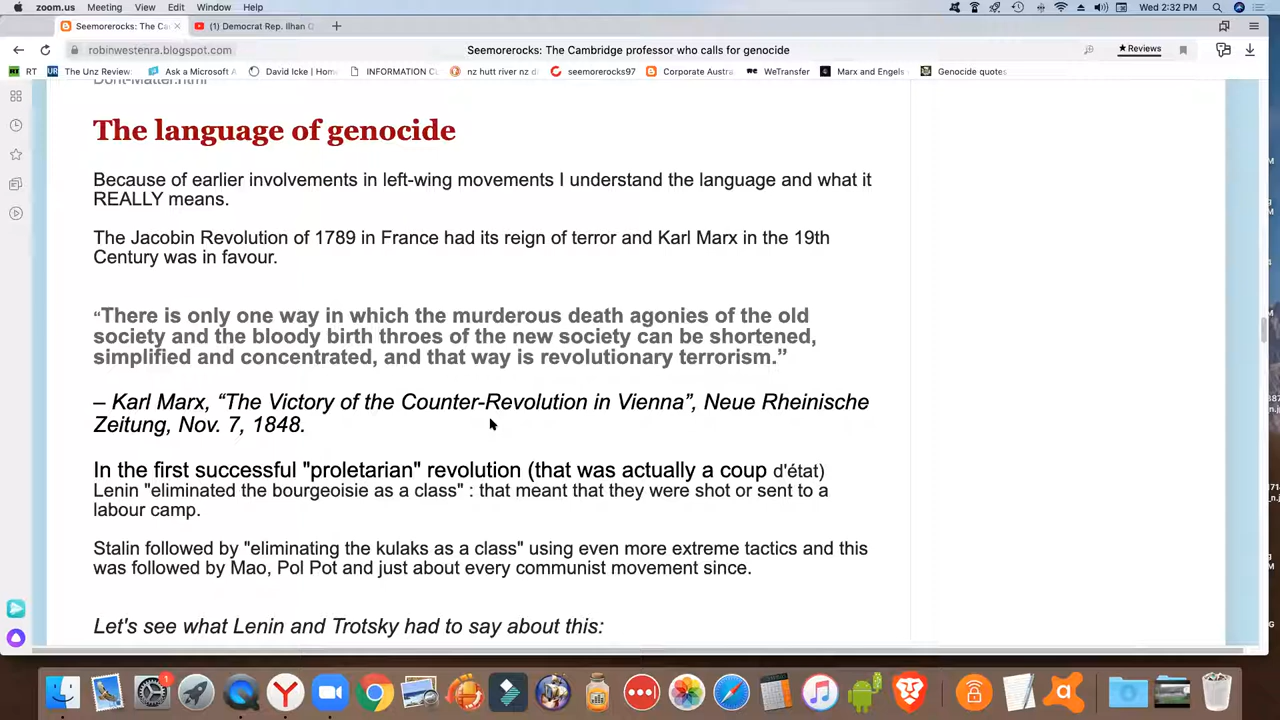 zoom.us Meeting View Edit Window Help Wed 2:32 PM
Seemorerocks: The Ca (1) Democrat Rep. Ilhan
robinwestenra.blogspot.com Seemorerocks: The Cambridge professor who calls for genocide ★Reviews
RT The Unz Review: Ask a Microsoft David Icke | Hom INFORMATION nz hutt river nz di seemorerocks97 Corporate Austra WeTransfer Marx and Engels Genocide quotes
Dont-Matter.html
The language of genocide
Because of earlier involvements in left-wing movements I understand the language and what it
REALLY means.
The Jacobin Revolution of 1789 in France had its reign of terror and Karl Marx in the 19th
Century was in favour.
“There is only one way in which the murderous death agonies of the old
society and the bloody birth throes of the new society can be shortened,
simplified and concentrated, and that way is revolutionary terrorism.”
– Karl Marx, “The Victory of the Counter-Revolution in Vienna”, Neue Rheinische
Zeitung, Nov. 7, 1848.
In the first successful "proletarian" revolution (that was actually a coup d'état)
Lenin "eliminated the bourgeoisie as a class" : that meant that they were shot or sent to a
labour camp.
Stalin followed by "eliminating the kulaks as a class" using even more extreme tactics and this
was followed by Mao, Pol Pot and just about every communist movement since.
Let's see what Lenin and Trotsky had to say about this: